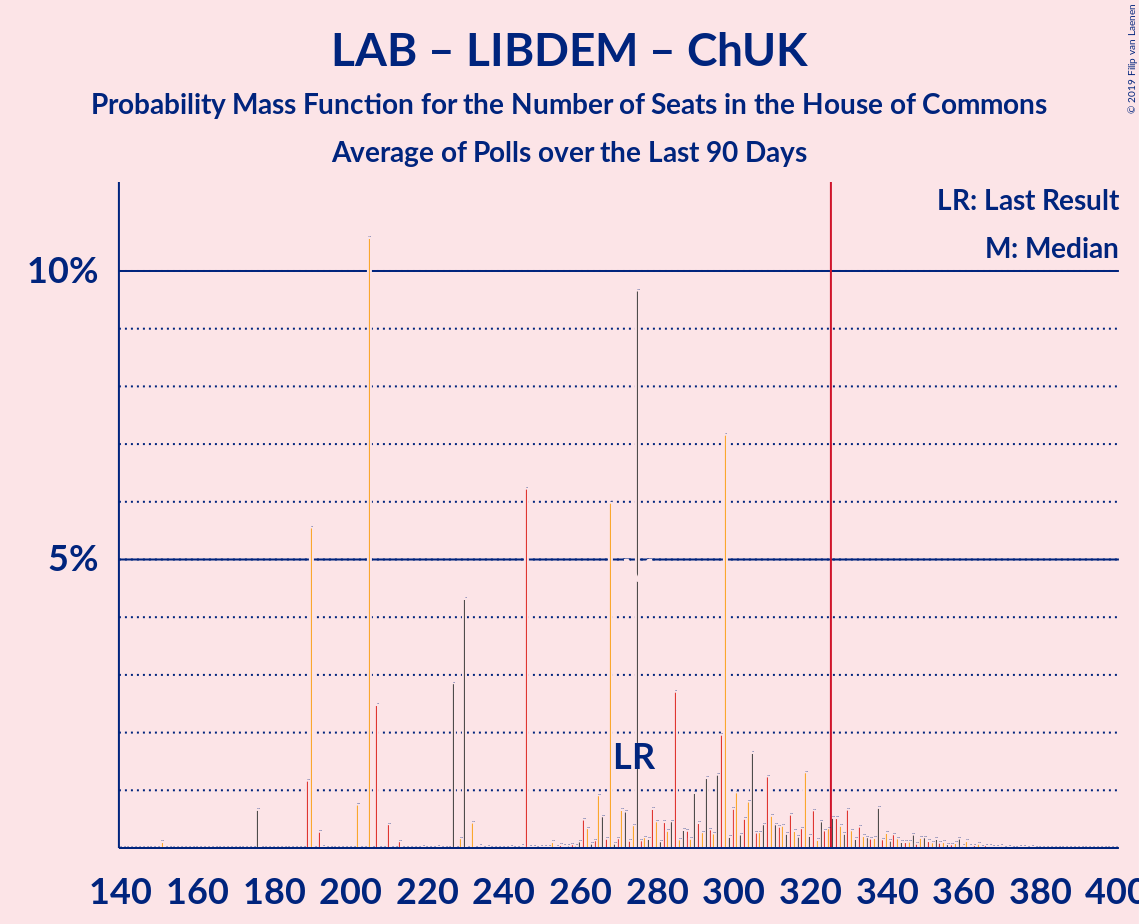 LAB – LIBDEM – ChUK
Probability Mass Function for the Number of Seats in the House of Commons
Average of Polls over the Last 90 Days
© 2019 Filip van Laenen
LR: Last Result
M: Median
10%
5%
LR
140 160 180 200 220 240 260 280 300 320 340 360 380 400